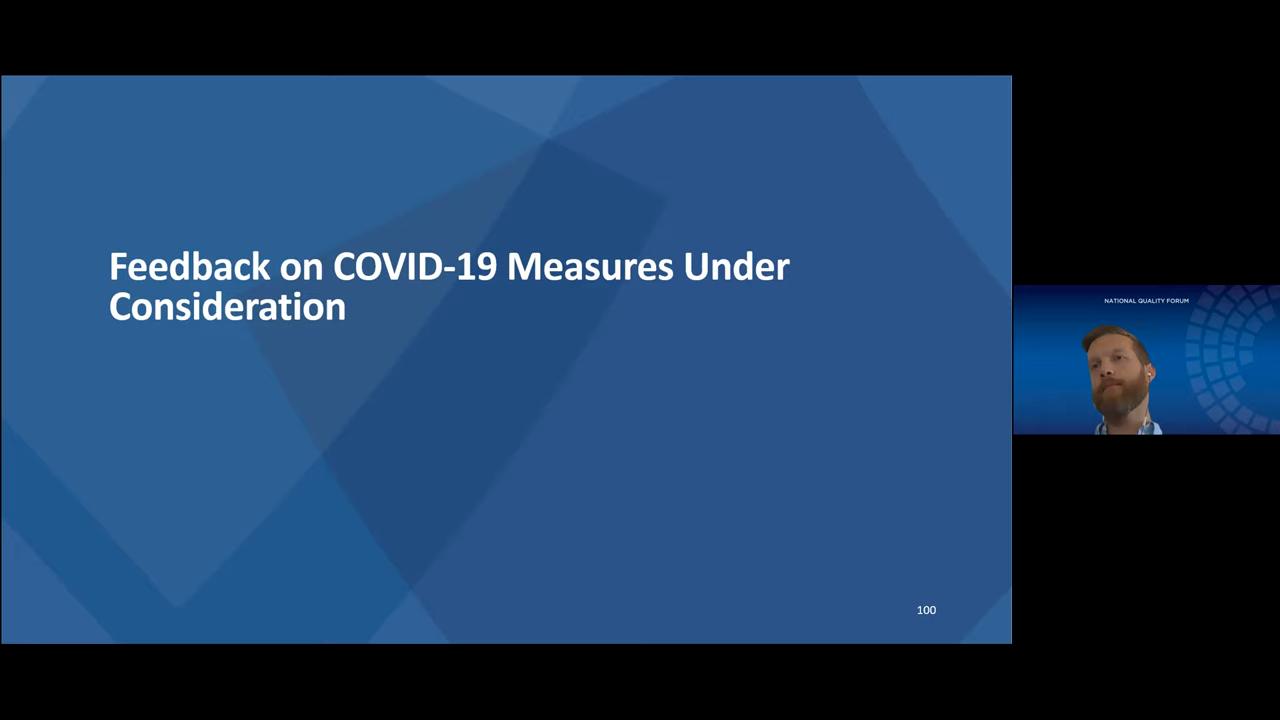 Feedback on COVID-19 Measures Under
Consideration
100
NATIONAL QUALITY FORUM